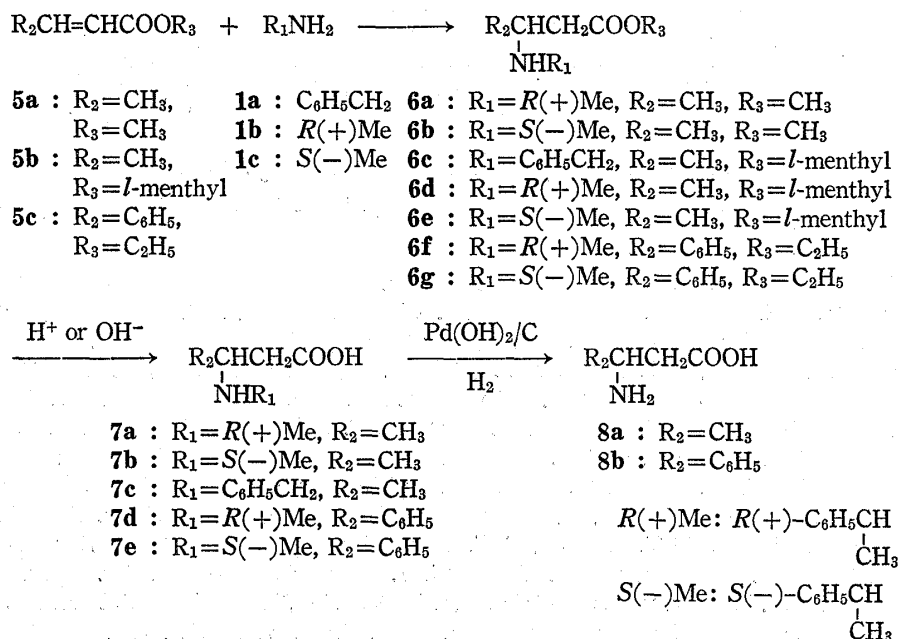 R₂CH=CHCOOR₃ + R₁NH₂ ⟶ R₂CHCH₂COOR₃
NHR₁
5a : R₂=CH₃, 1a : C₆H₅CH₂ 6a : R₁=R(+)Me, R₂=CH₃, R₃=CH₃
R₃=CH₃ 1b : R(+)Me 6b : R₁=S(−)Me, R₂=CH₃, R₃=CH₃
5b : R₂=CH₃, 1c : S(−)Me 6c : R₁=C₆H₅CH₂, R₂=CH₃, R₃=l-menthyl
R₃=l-menthyl 6d : R₁=R(+)Me, R₂=CH₃, R₃=l-menthyl
5c : R₂=C₆H₅, 6e : R₁=S(−)Me, R₂=CH₃, R₃=l-menthyl
R₃=C₂H₅ 6f : R₁=R(+)Me, R₂=C₆H₅, R₃=C₂H₅
6g : R₁=S(−)Me, R₂=C₆H₅, R₃=C₂H₅
H⁺ or OH⁻ Pd(OH)₂/C
⟶ R₂CHCH₂COOH ⟶ R₂CHCH₂COOH
NHR₁ H₂ NH₂
7a : R₁=R(+)Me, R₂=CH₃ 8a : R₂=CH₃
7b : R₁=S(−)Me, R₂=CH₃ 8b : R₂=C₆H₅
7c : R₁=C₆H₅CH₂, R₂=CH₃
7d : R₁=R(+)Me, R₂=C₆H₅ R(+)Me: R(+)-C₆H₅CH
7e : R₁=S(−)Me, R₂=C₆H₅ CH₃
S(−)Me: S(−)-C₆H₅CH
CH₃